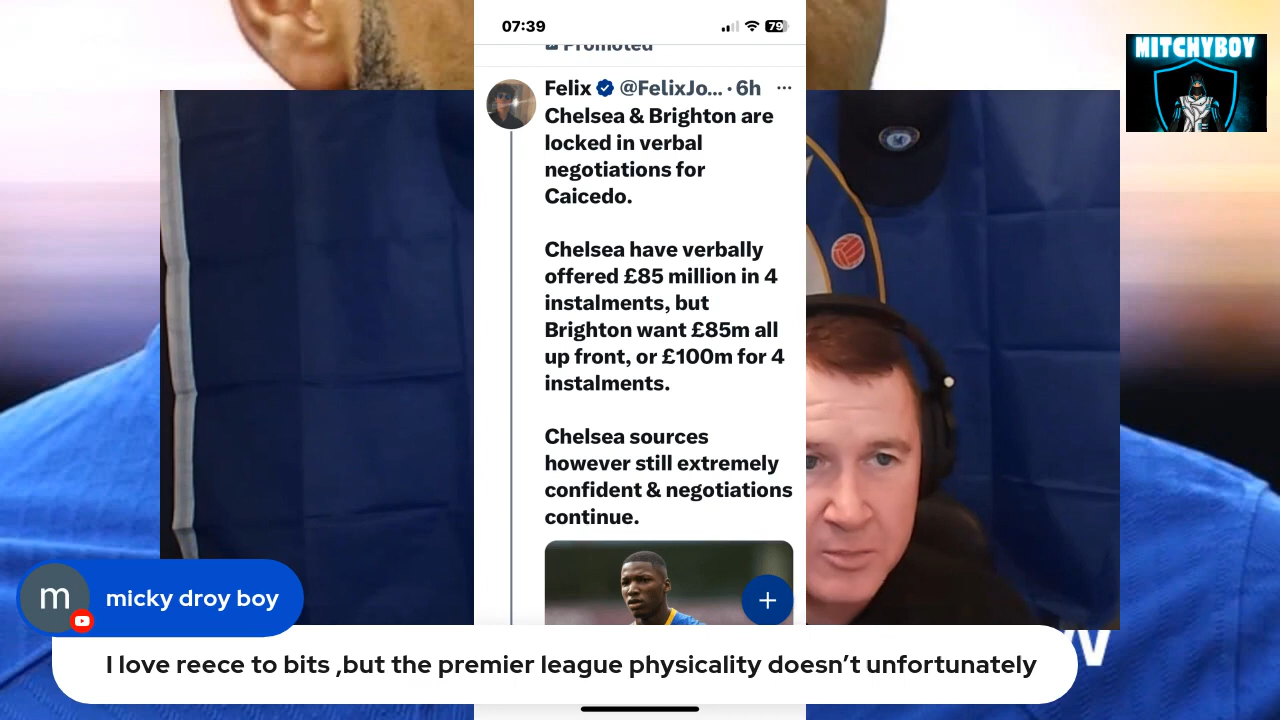 07:39
79
Promoted
MITCHYBOY
Felix @FelixJo... · 6h ...
Chelsea & Brighton are
locked in verbal
negotiations for
Caicedo.
Chelsea have verbally
offered £85 million in 4
instalments, but
Brighton want £85m all
up front, or £100m for 4
instalments.
Chelsea sources
however still extremely
confident & negotiations
continue.
m
micky droy boy
I love reece to bits ,but the premier league physicality doesn’t unfortunately